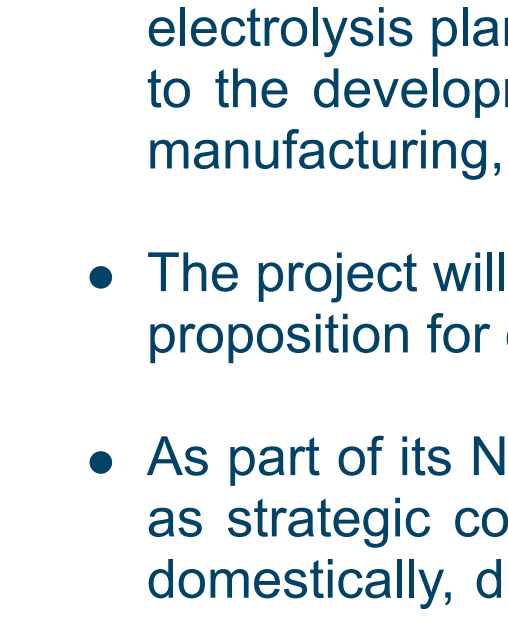 electrolysis pla
to the develop
manufacturing,
● The project will
proposition for
● As part of its N
as strategic co
domestically, d